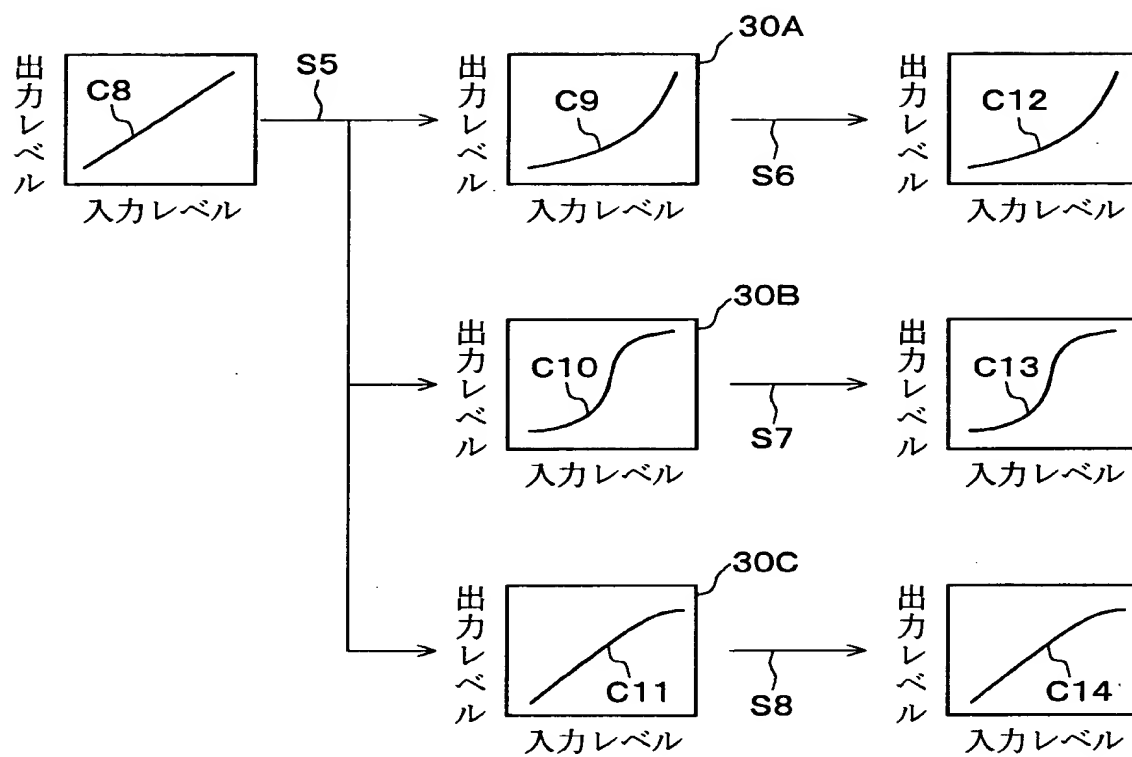 30A
S5
出力レベル
C8
入力レベル
出力レベル
C9
入力レベル
S6
出力レベル
C12
入力レベル
30B
出力レベル
C10
入力レベル
S7
出力レベル
C13
入力レベル
30C
出力レベル
C11
入力レベル
S8
出力レベル
C14
入力レベル